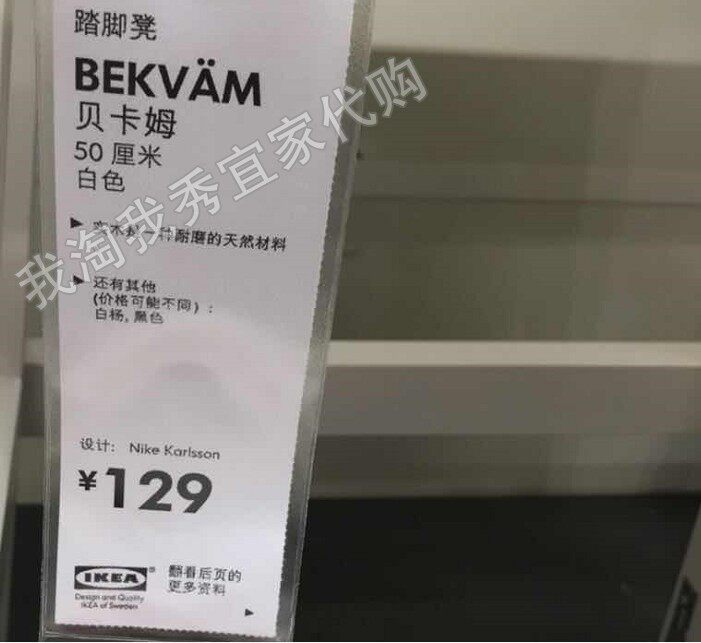 踏脚凳
BEKVÄM
贝卡姆
50 厘米
白色
我淘我秀宜家代购
▶ 实木是一种耐磨的天然材料
▶ 还有其他
(价格可能不同)：
白杨, 黑色
设计: Nike Karlsson
¥129
IKEA
Design and Quality
IKEA of Sweden
翻看后页的
更多资料